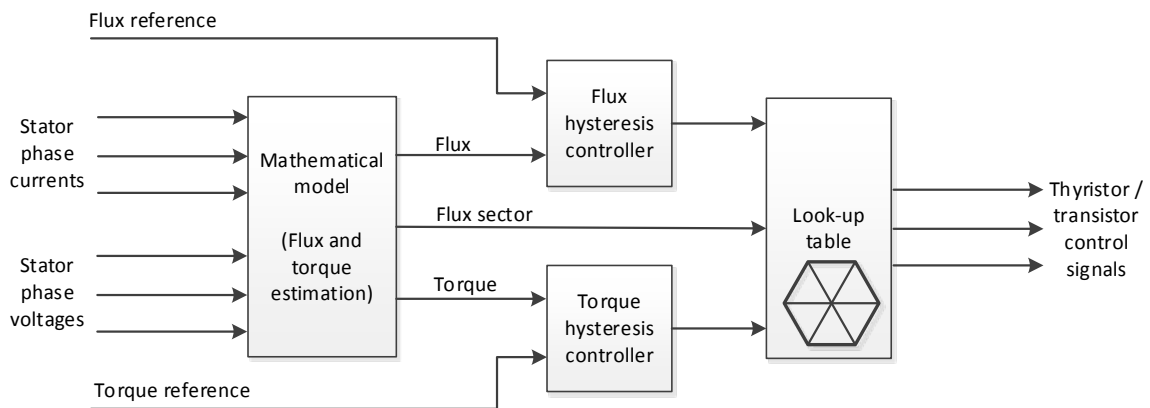 Flux reference
Stator
phase
currents
Stator
phase
voltages
Mathematical
model
(Flux and
torque
estimation)
Flux
Flux sector
Torque
Torque reference
Flux
hysteresis
controller
Torque
hysteresis
controller
Look-up
table
Thyristor /
transistor
control
signals